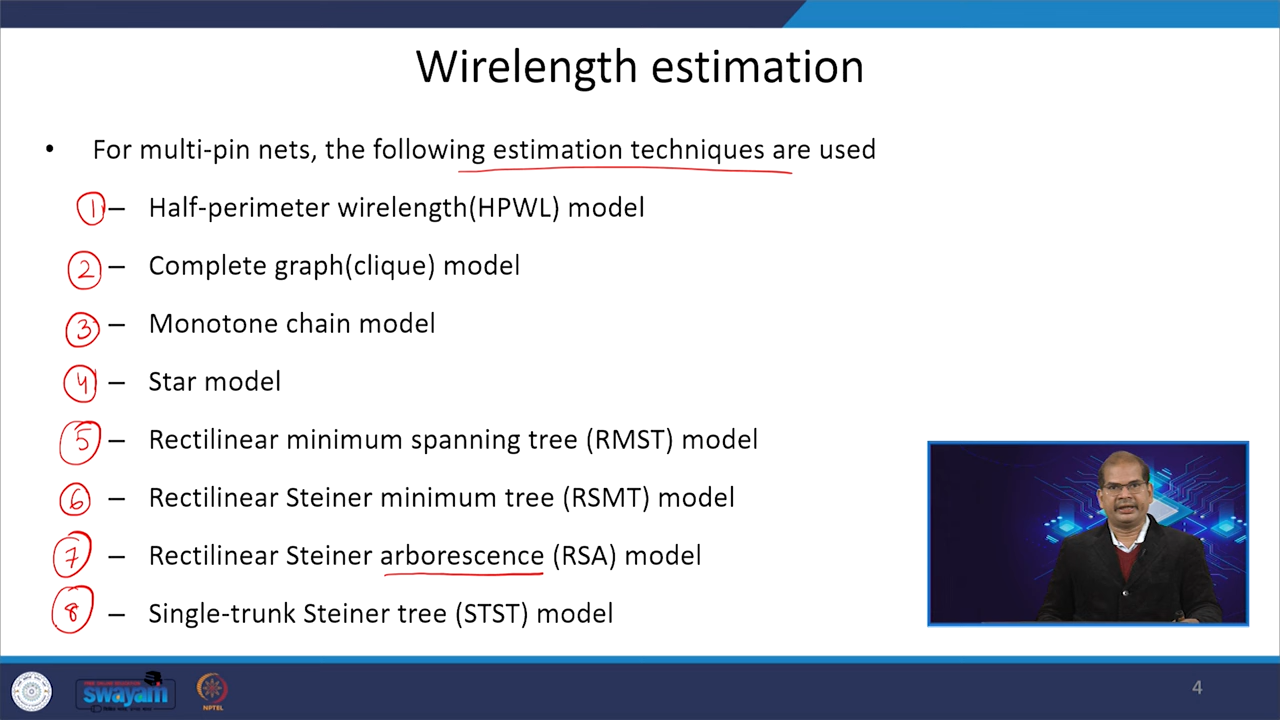 Wirelength estimation
• For multi-pin nets, the following estimation techniques are used
1 – Half-perimeter wirelength(HPWL) model
2 – Complete graph(clique) model
3 – Monotone chain model
4 – Star model
5 – Rectilinear minimum spanning tree (RMST) model
6 – Rectilinear Steiner minimum tree (RSMT) model
7 – Rectilinear Steiner arborescence (RSA) model
8 – Single-trunk Steiner tree (STST) model
swayam
NPTEL
4